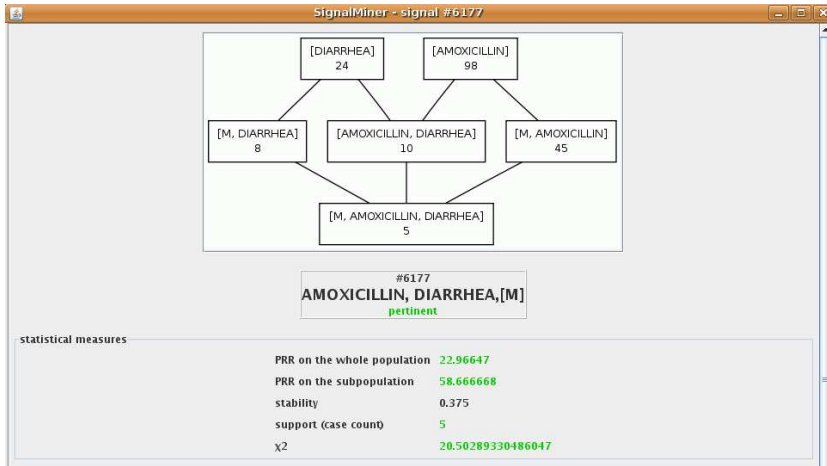 SignalMiner - signal #6177
[DIARRHEA]
24
[AMOXICILLIN]
98
[M, DIARRHEA]
8
[AMOXICILLIN, DIARRHEA]
10
[M, AMOXICILLIN]
45
[M, AMOXICILLIN, DIARRHEA]
5
#6177
AMOXICILLIN, DIARRHEA,[M]
pertinent
statistical measures
PRR on the whole population 22.96647
PRR on the subpopulation 58.666668
stability 0.375
support (case count) 5
χ2 20.50289330486047